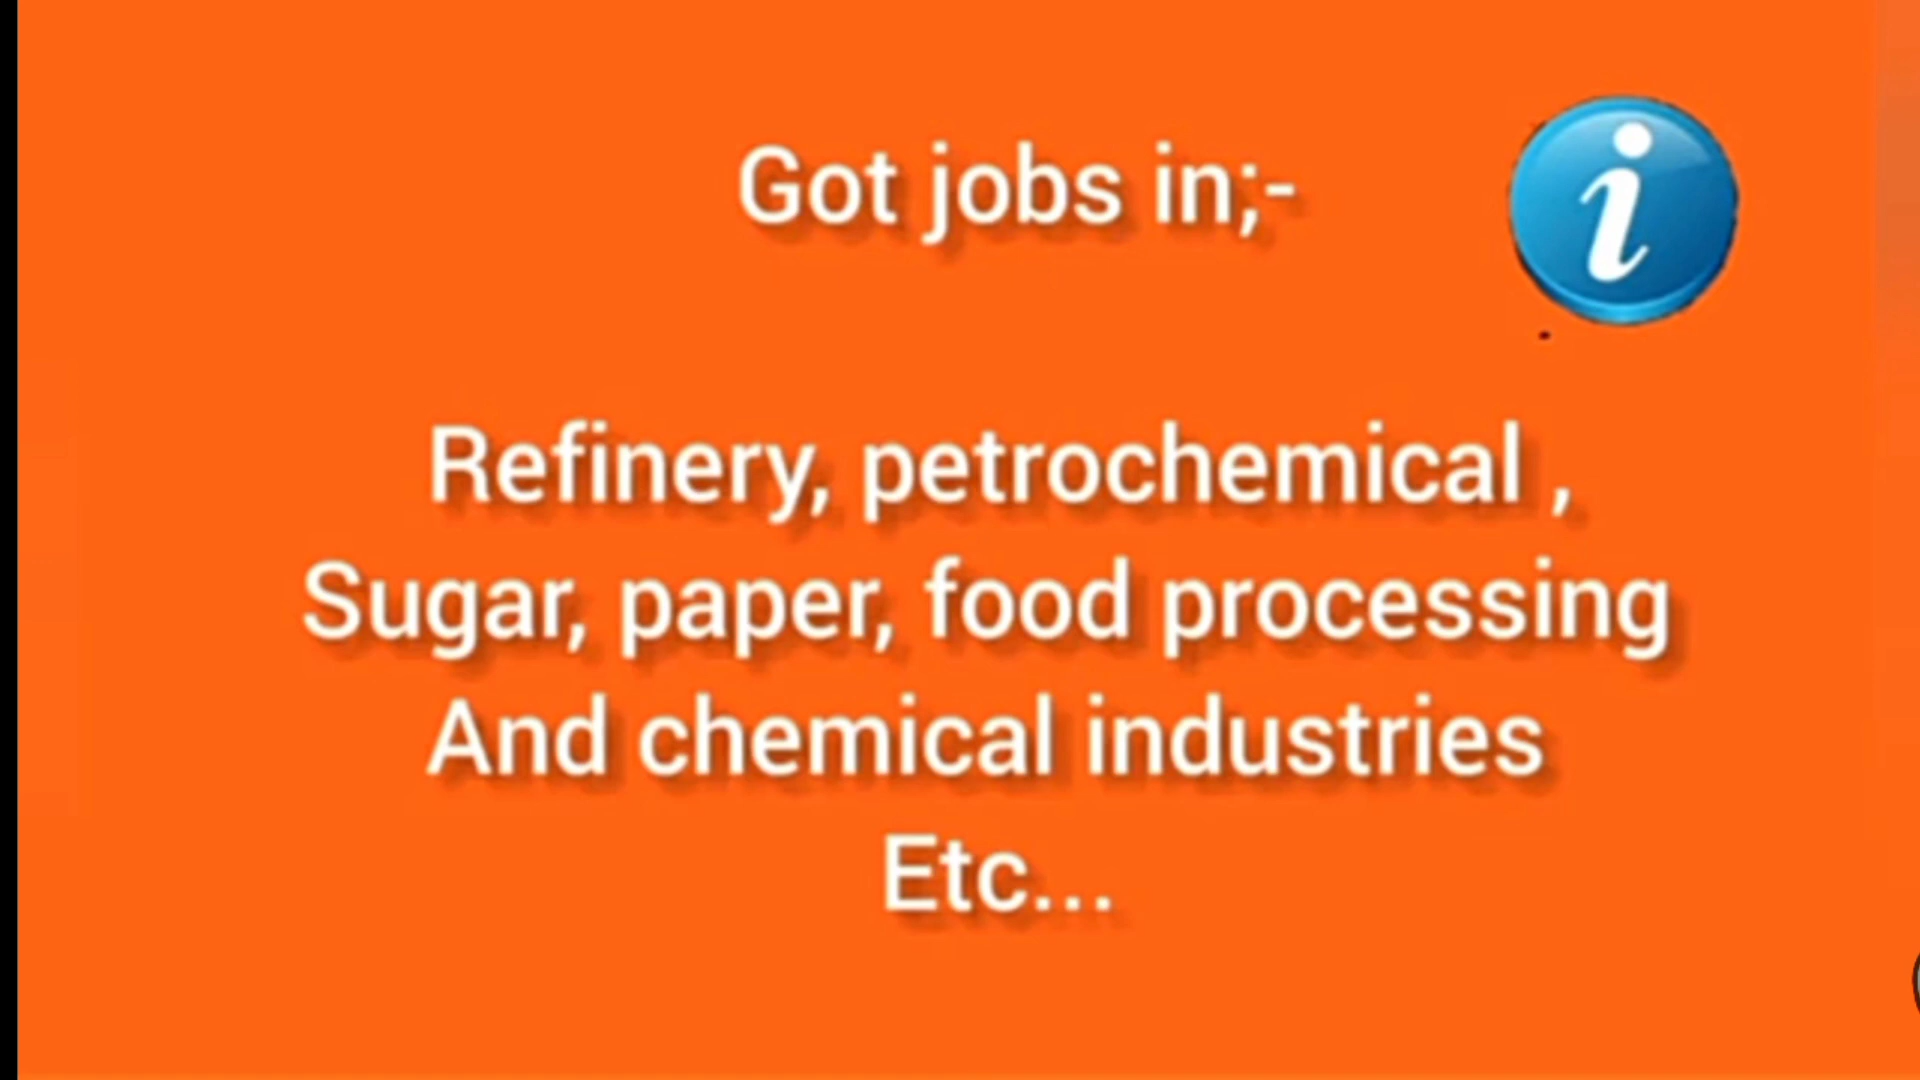 Got jobs in;-
i
Refinery, petrochemical ,
Sugar, paper, food processing
And chemical industries
Etc...